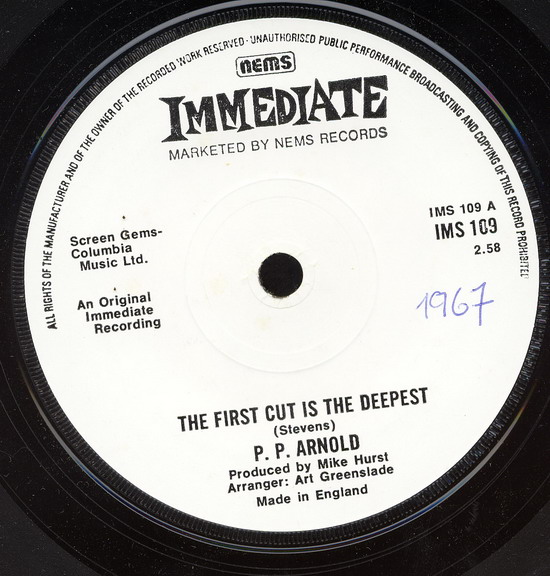 ALL RIGHTS OF THE MANUFACTURER AND OF THE OWNER OF THE RECORDED WORK RESERVED · UNAUTHORISED PUBLIC PERFORMANCE BROADCASTING AND COPYING OF THIS RECORD PROHIBITED
nems
IMMEDIATE
MARKETED BY NEMS RECORDS
IMS 109 A
IMS 109
2.58
Screen Gems-
Columbia
Music Ltd.
An Original
Immediate
Recording
1967
THE FIRST CUT IS THE DEEPEST
(Stevens)
P. P. ARNOLD
Produced by Mike Hurst
Arranger: Art Greenslade
Made in England